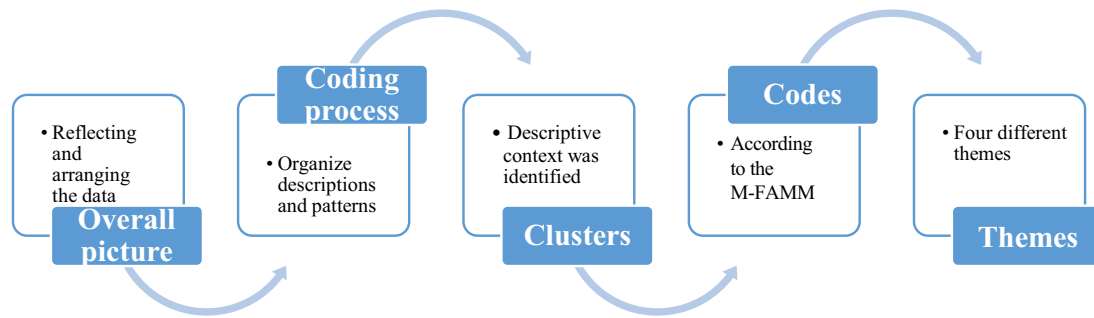 • Reflecting
and
arranging
the data
Overall
picture
Coding
process
• Organize
descriptions
and patterns
• Descriptive
context was
identified
Clusters
Codes
• According
to the
M-FAMM
• Four different
themes
Themes